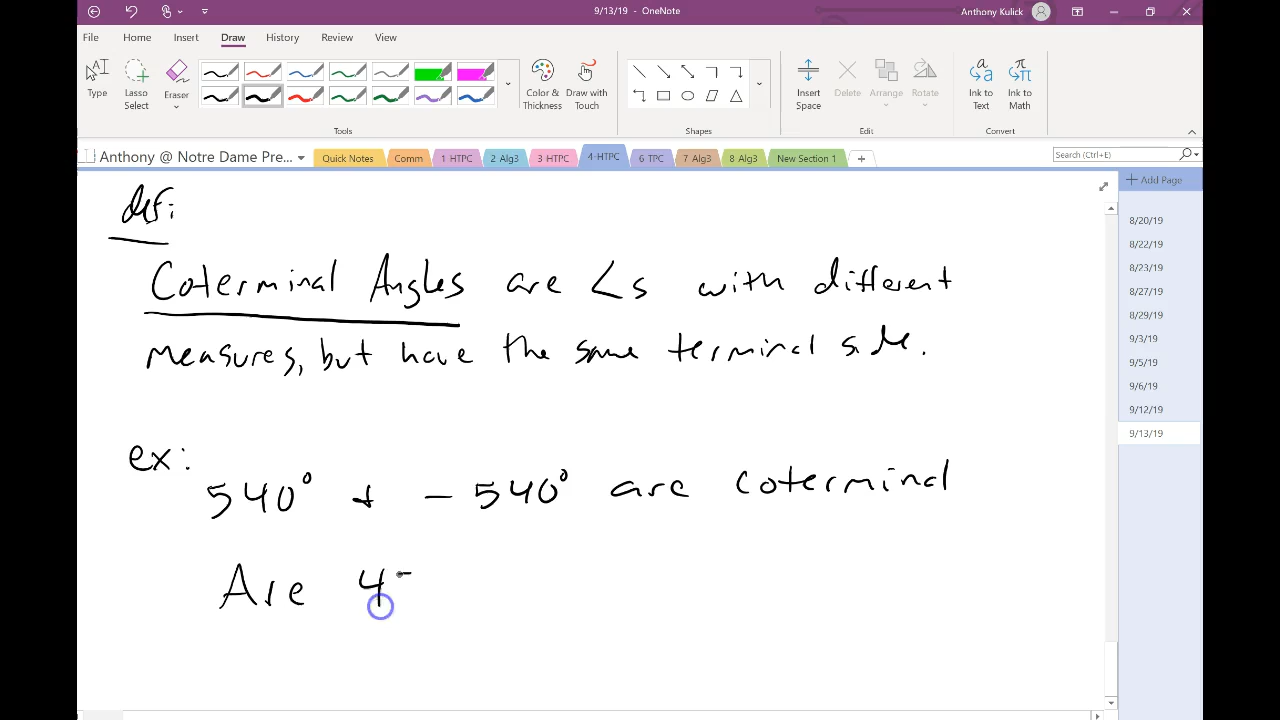 9/13/19 - OneNote
Anthony Kulick
File Home Insert Draw History Review View
Type
Lasso Select
Eraser
Color & Thickness
Draw with Touch
Insert Space
Delete
Arrange
Rotate
Ink to Text
Ink to Math
Tools Shapes Edit Convert
Anthony @ Notre Dame Pre... Quick Notes Comm 1 HTPC 2 Alg3 3 HTPC 4 HTPC 6 TPC 7 Alg3 8 Alg3 New Section 1 + Search (Ctrl+E)
+ Add Page
8/20/19
8/22/19
8/23/19
8/27/19
8/29/19
9/3/19
9/5/19
9/6/19
9/12/19
9/13/19
def:
Coterminal Angles are ∠s with different
measures, but have the same terminal side.
ex:
540° + -540° are coterminal
Are 4